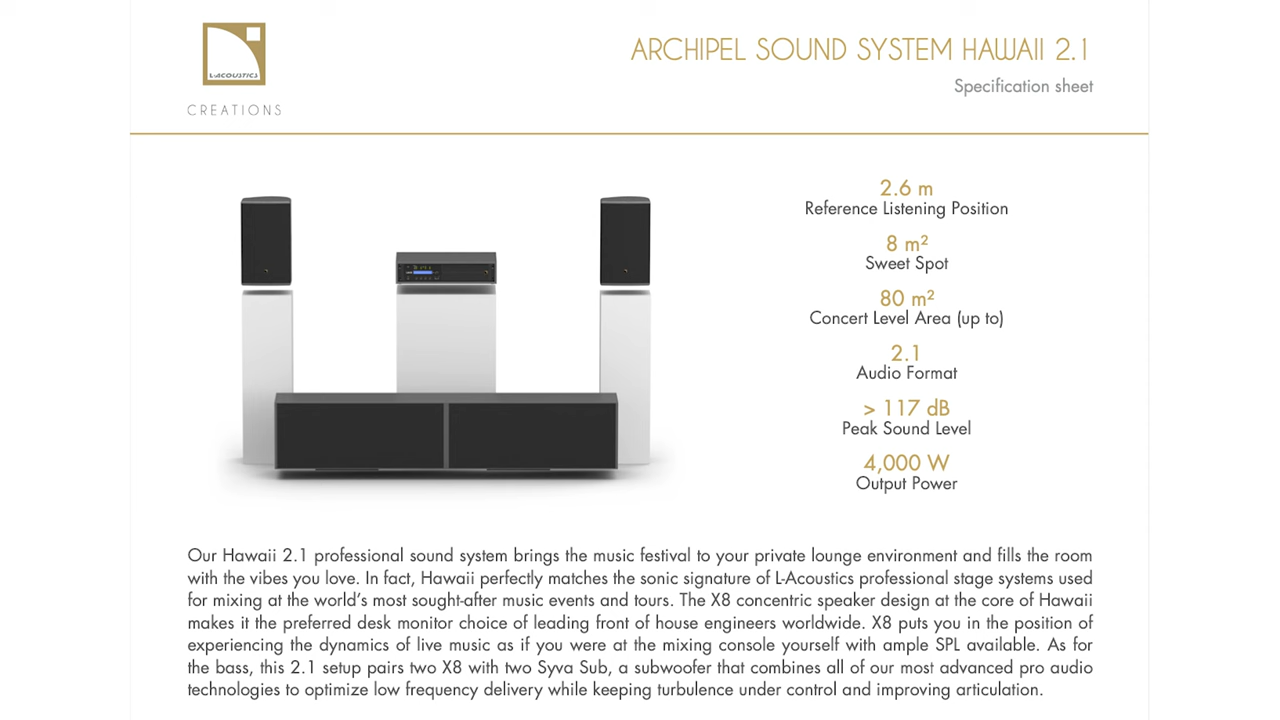 L-ACOUSTICS
CREATIONS
ARCHIPEL SOUND SYSTEM HAWAII 2.1
Specification sheet
2.6 m
Reference Listening Position
8 m²
Sweet Spot
80 m²
Concert Level Area (up to)
2.1
Audio Format
> 117 dB
Peak Sound Level
4,000 W
Output Power
Our Hawaii 2.1 professional sound system brings the music festival to your private lounge environment and fills the room
with the vibes you love. In fact, Hawaii perfectly matches the sonic signature of L-Acoustics professional stage systems used
for mixing at the world’s most sought-after music events and tours. The X8 concentric speaker design at the core of Hawaii
makes it the preferred desk monitor choice of leading front of house engineers worldwide. X8 puts you in the position of
experiencing the dynamics of live music as if you were at the mixing console yourself with ample SPL available. As for
the bass, this 2.1 setup pairs two X8 with two Syva Sub, a subwoofer that combines all of our most advanced pro audio
technologies to optimize low frequency delivery while keeping turbulence under control and improving articulation.